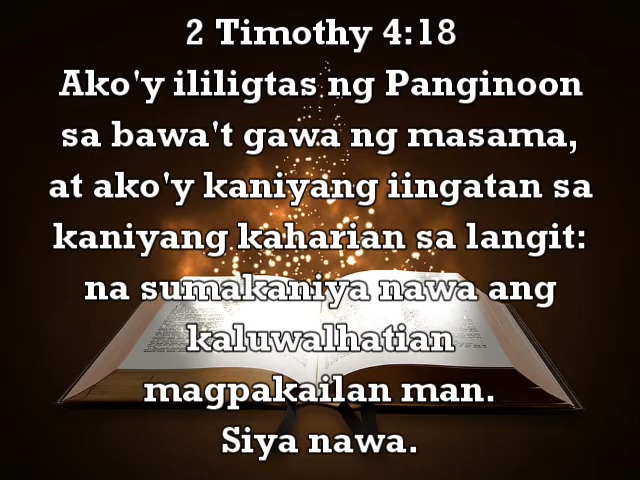 2 Timothy 4:18
Ako'y ililigtas ng Panginoon
sa bawa't gawa ng masama,
at ako'y kaniyang iingatan sa
kaniyang kaharian sa langit:
na sumakaniya nawa ang
kaluwalhatian
magpakailan man.
Siya nawa.